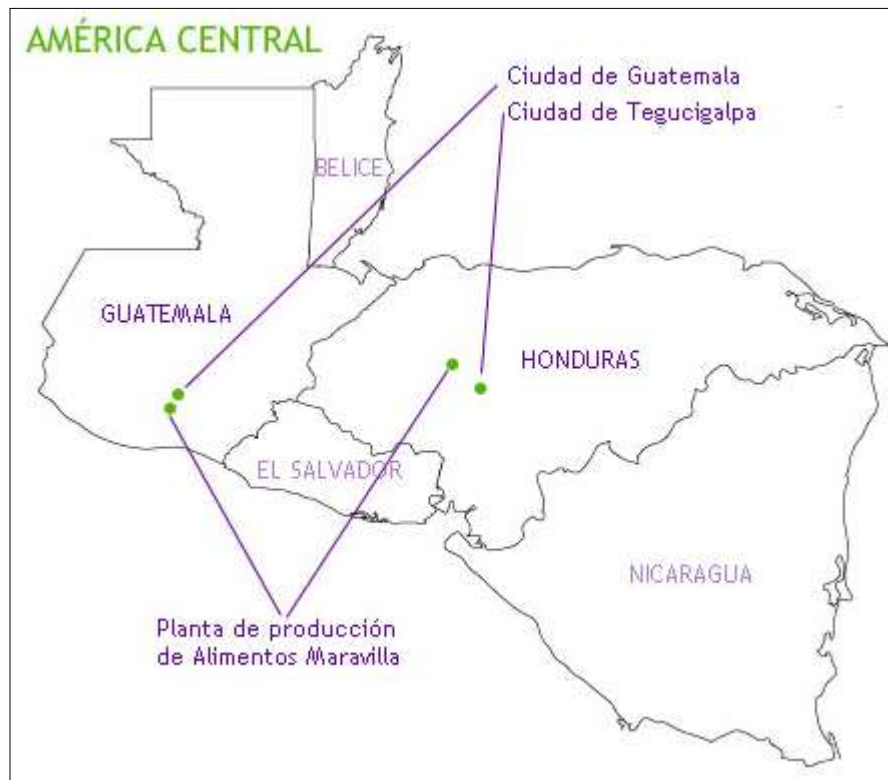 AMÉRICA CENTRAL
Ciudad de Guatemala
Ciudad de Tegucigalpa
BELICE
GUATEMALA
HONDURAS
EL SALVADOR
NICARAGUA
Planta de producción
de Alimentos Maravilla